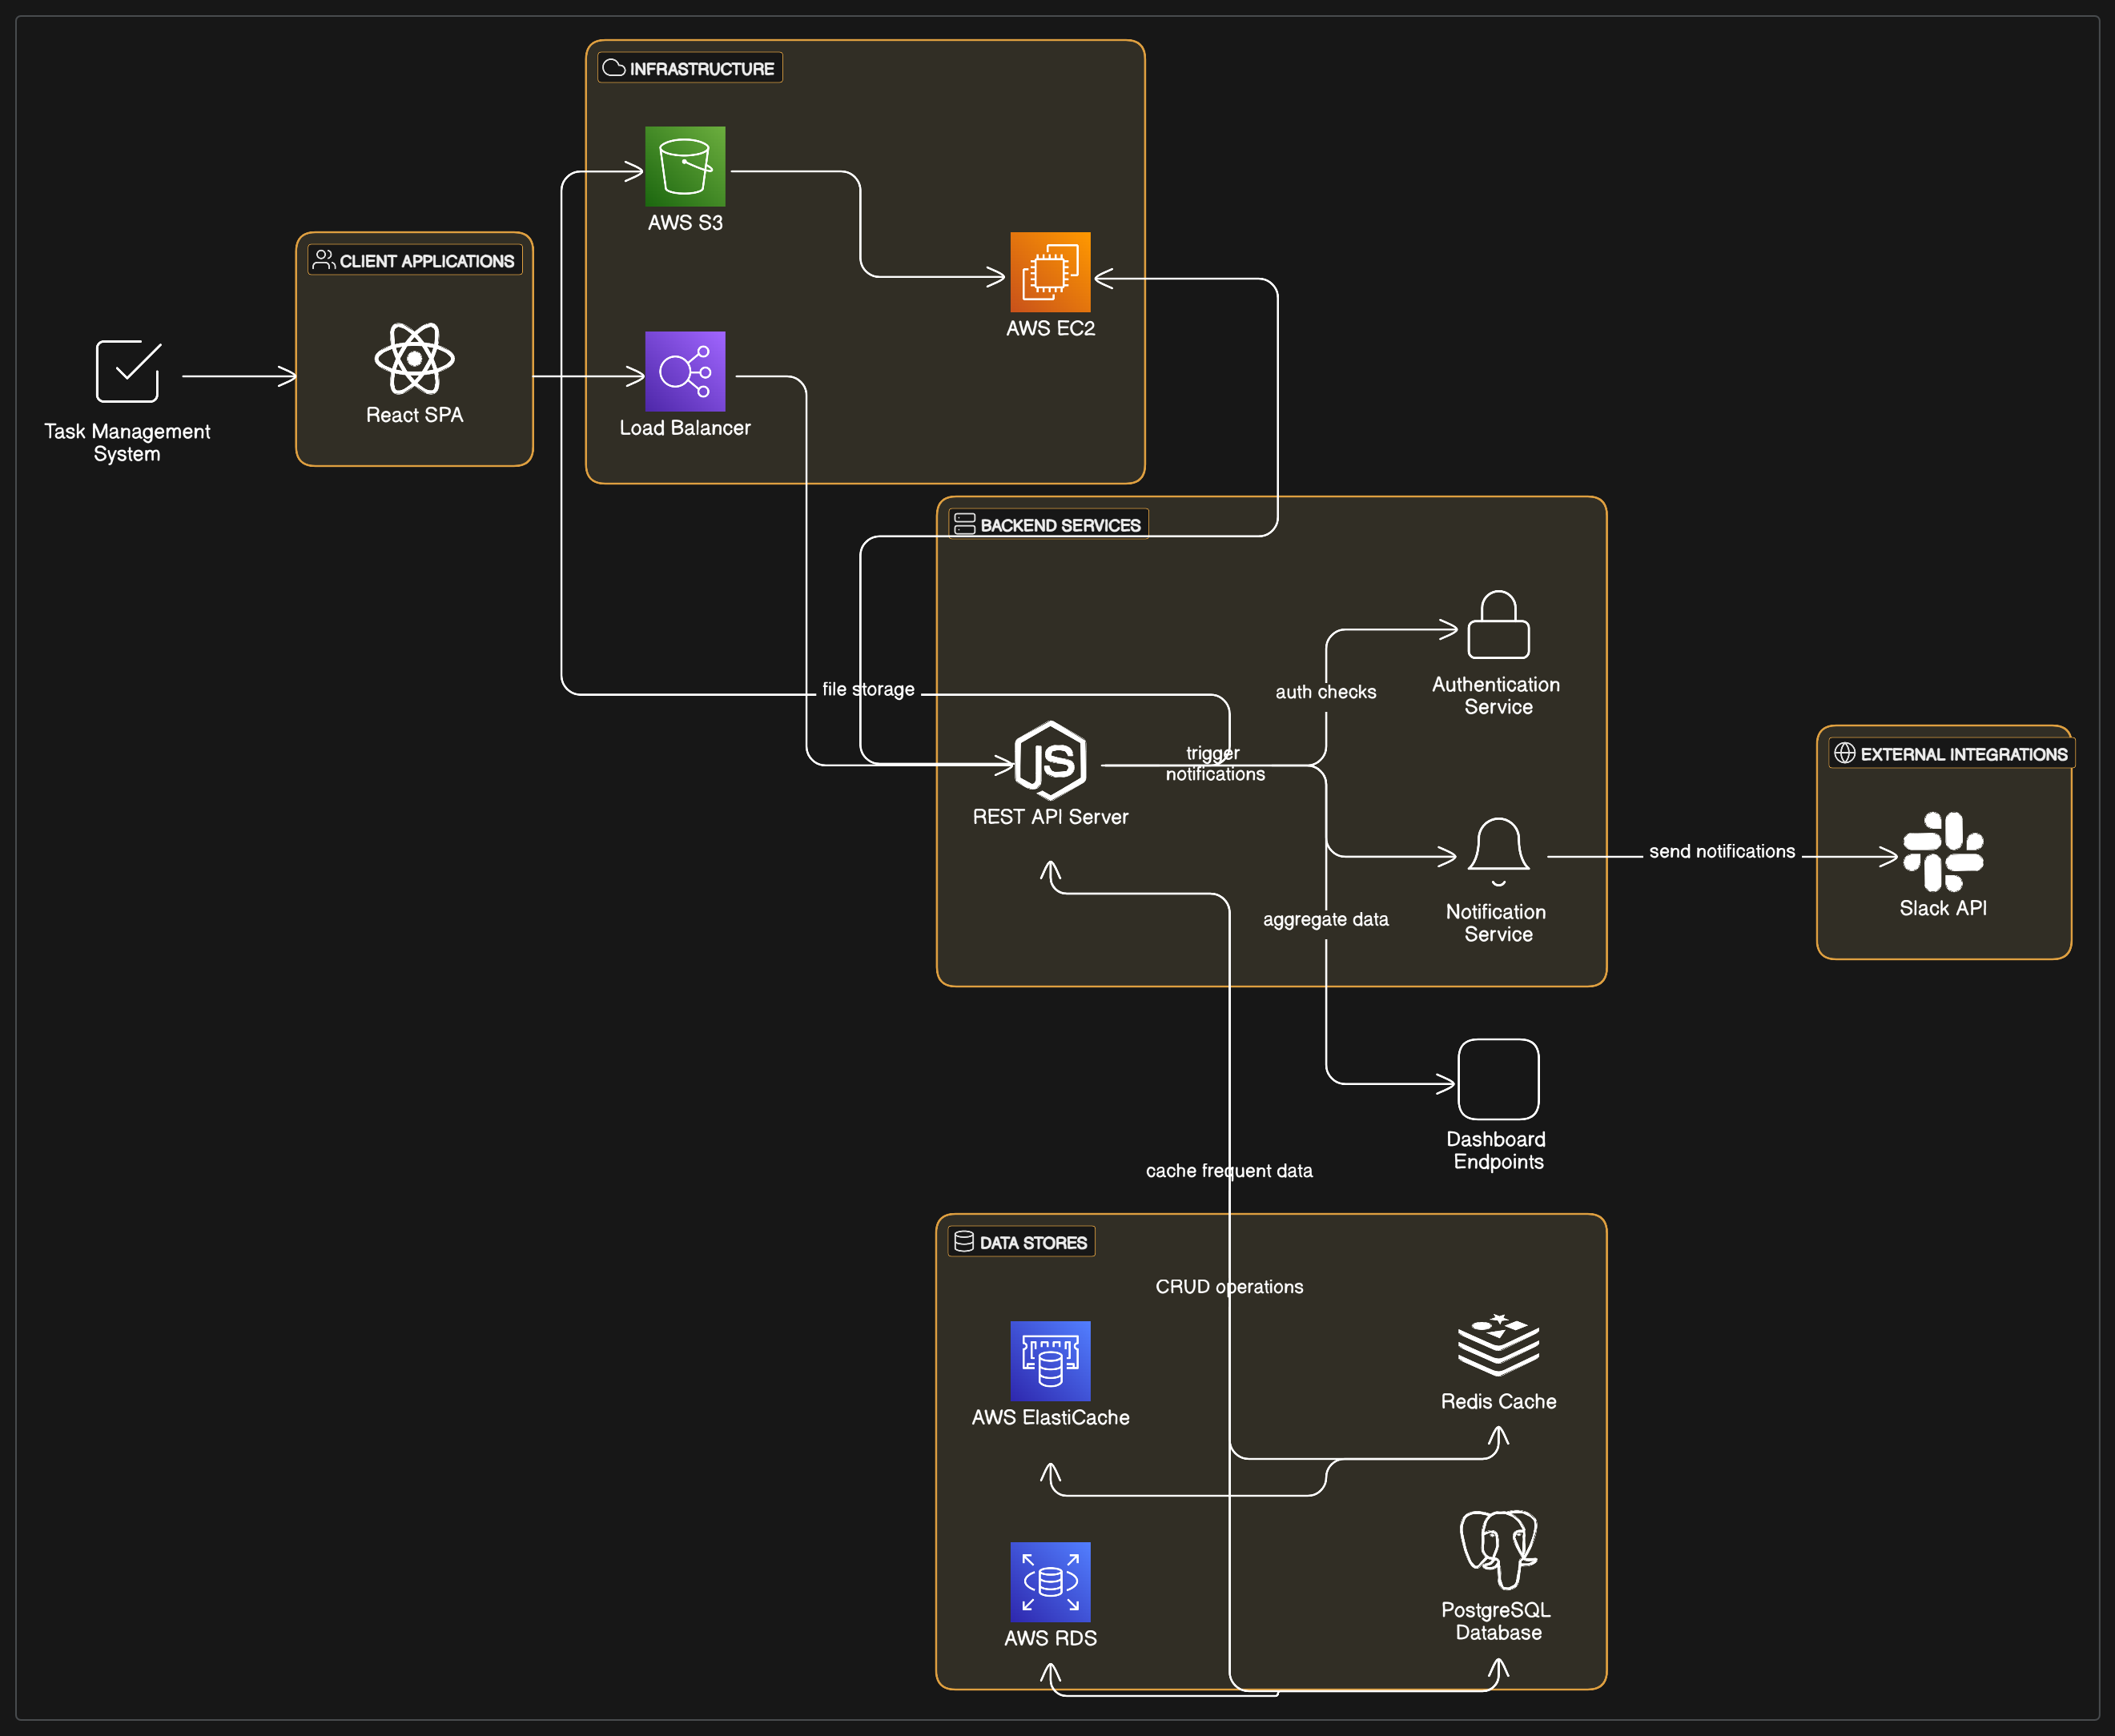 INFRASTRUCTURE
AWS S3
CLIENT APPLICATIONS
AWS EC2
React SPA
Load Balancer
Task Management
System
BACKEND SERVICES
file storage
auth checks
Authentication
Service
trigger
notifications
JS
REST API Server
EXTERNAL INTEGRATIONS
send notifications
Slack API
aggregate data
Notification
Service
Dashboard
Endpoints
cache frequent data
DATA STORES
CRUD operations
AWS ElastiCache
Redis Cache
AWS RDS
PostgreSQL
Database